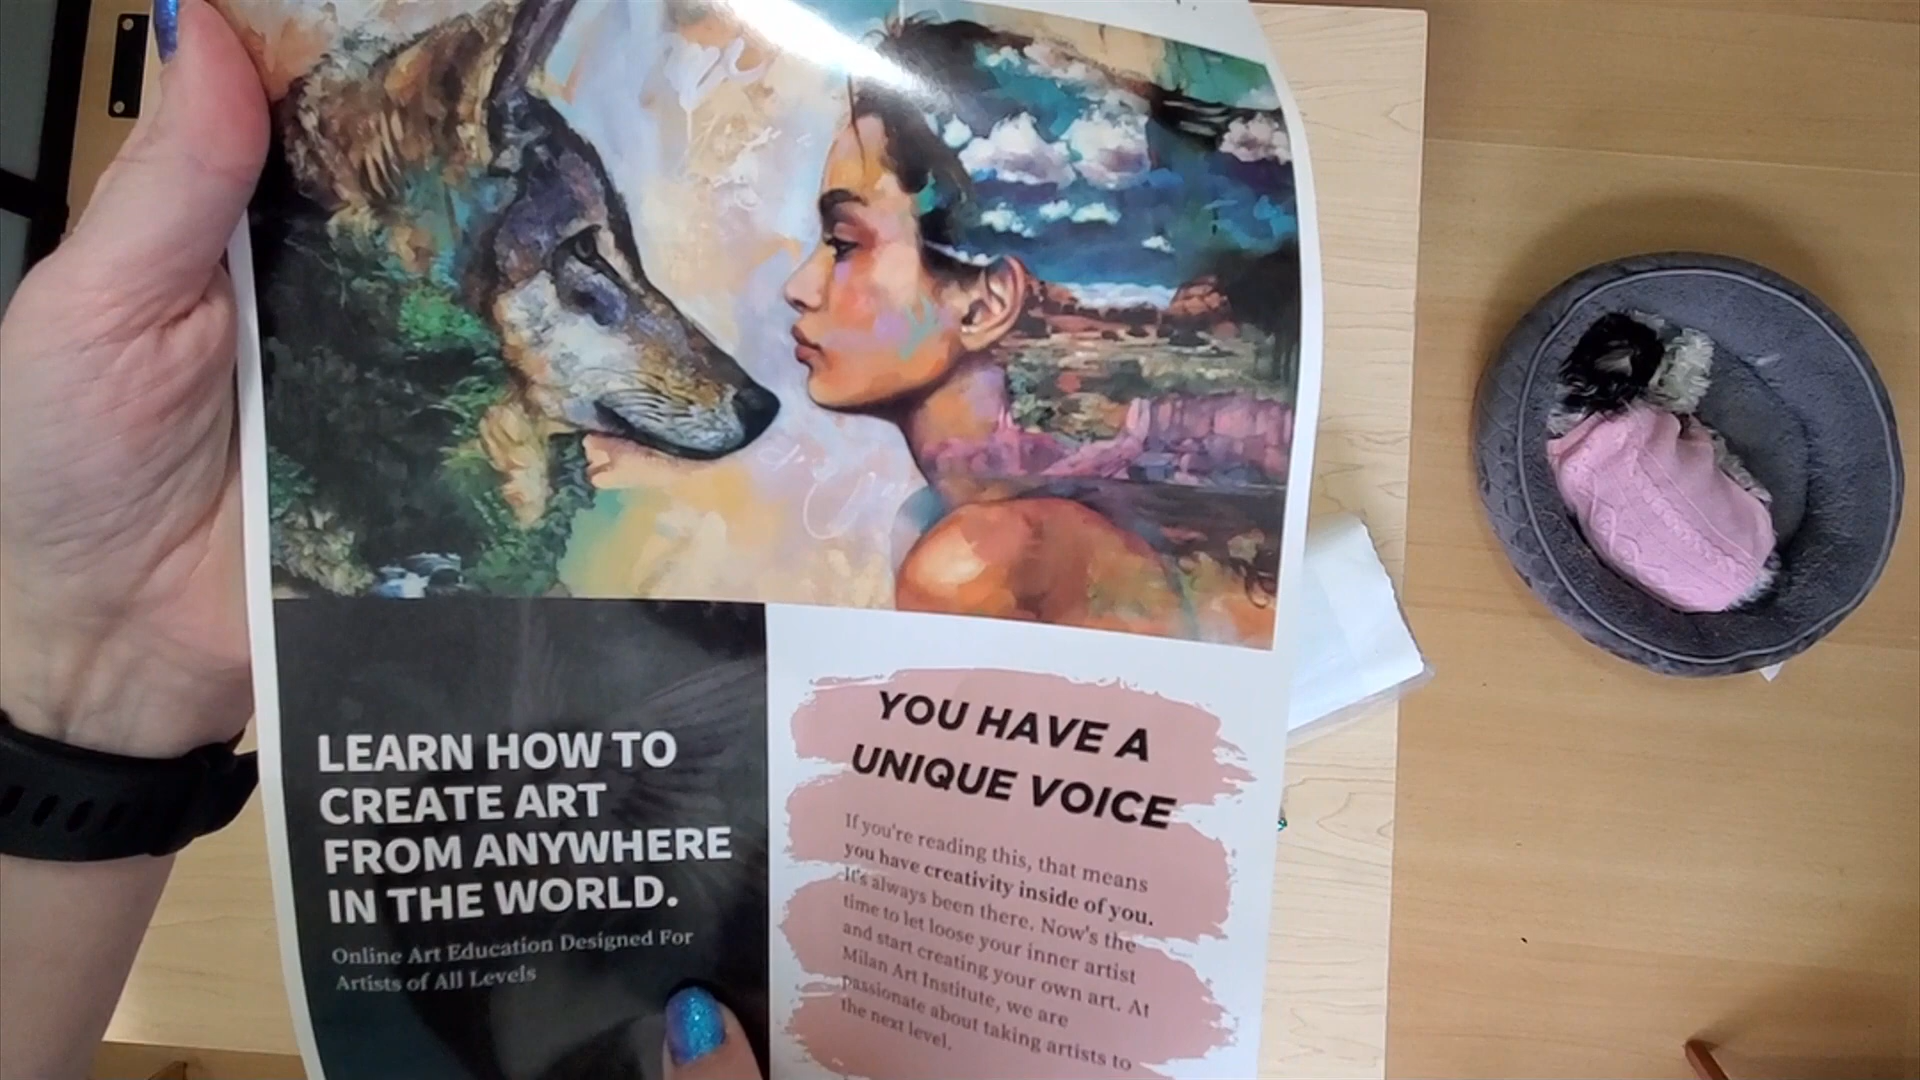 LEARN HOW TO
CREATE ART
FROM ANYWHERE
IN THE WORLD.
Online Art Education Designed For
Artists of All Levels
YOU HAVE A
UNIQUE VOICE
If you're reading this, that means
you have creativity inside of you.
It's always been there. Now's the
time to let loose your inner artist
and start creating your own art. At
Milan Art Institute, we are
passionate about taking artists to
the next level.